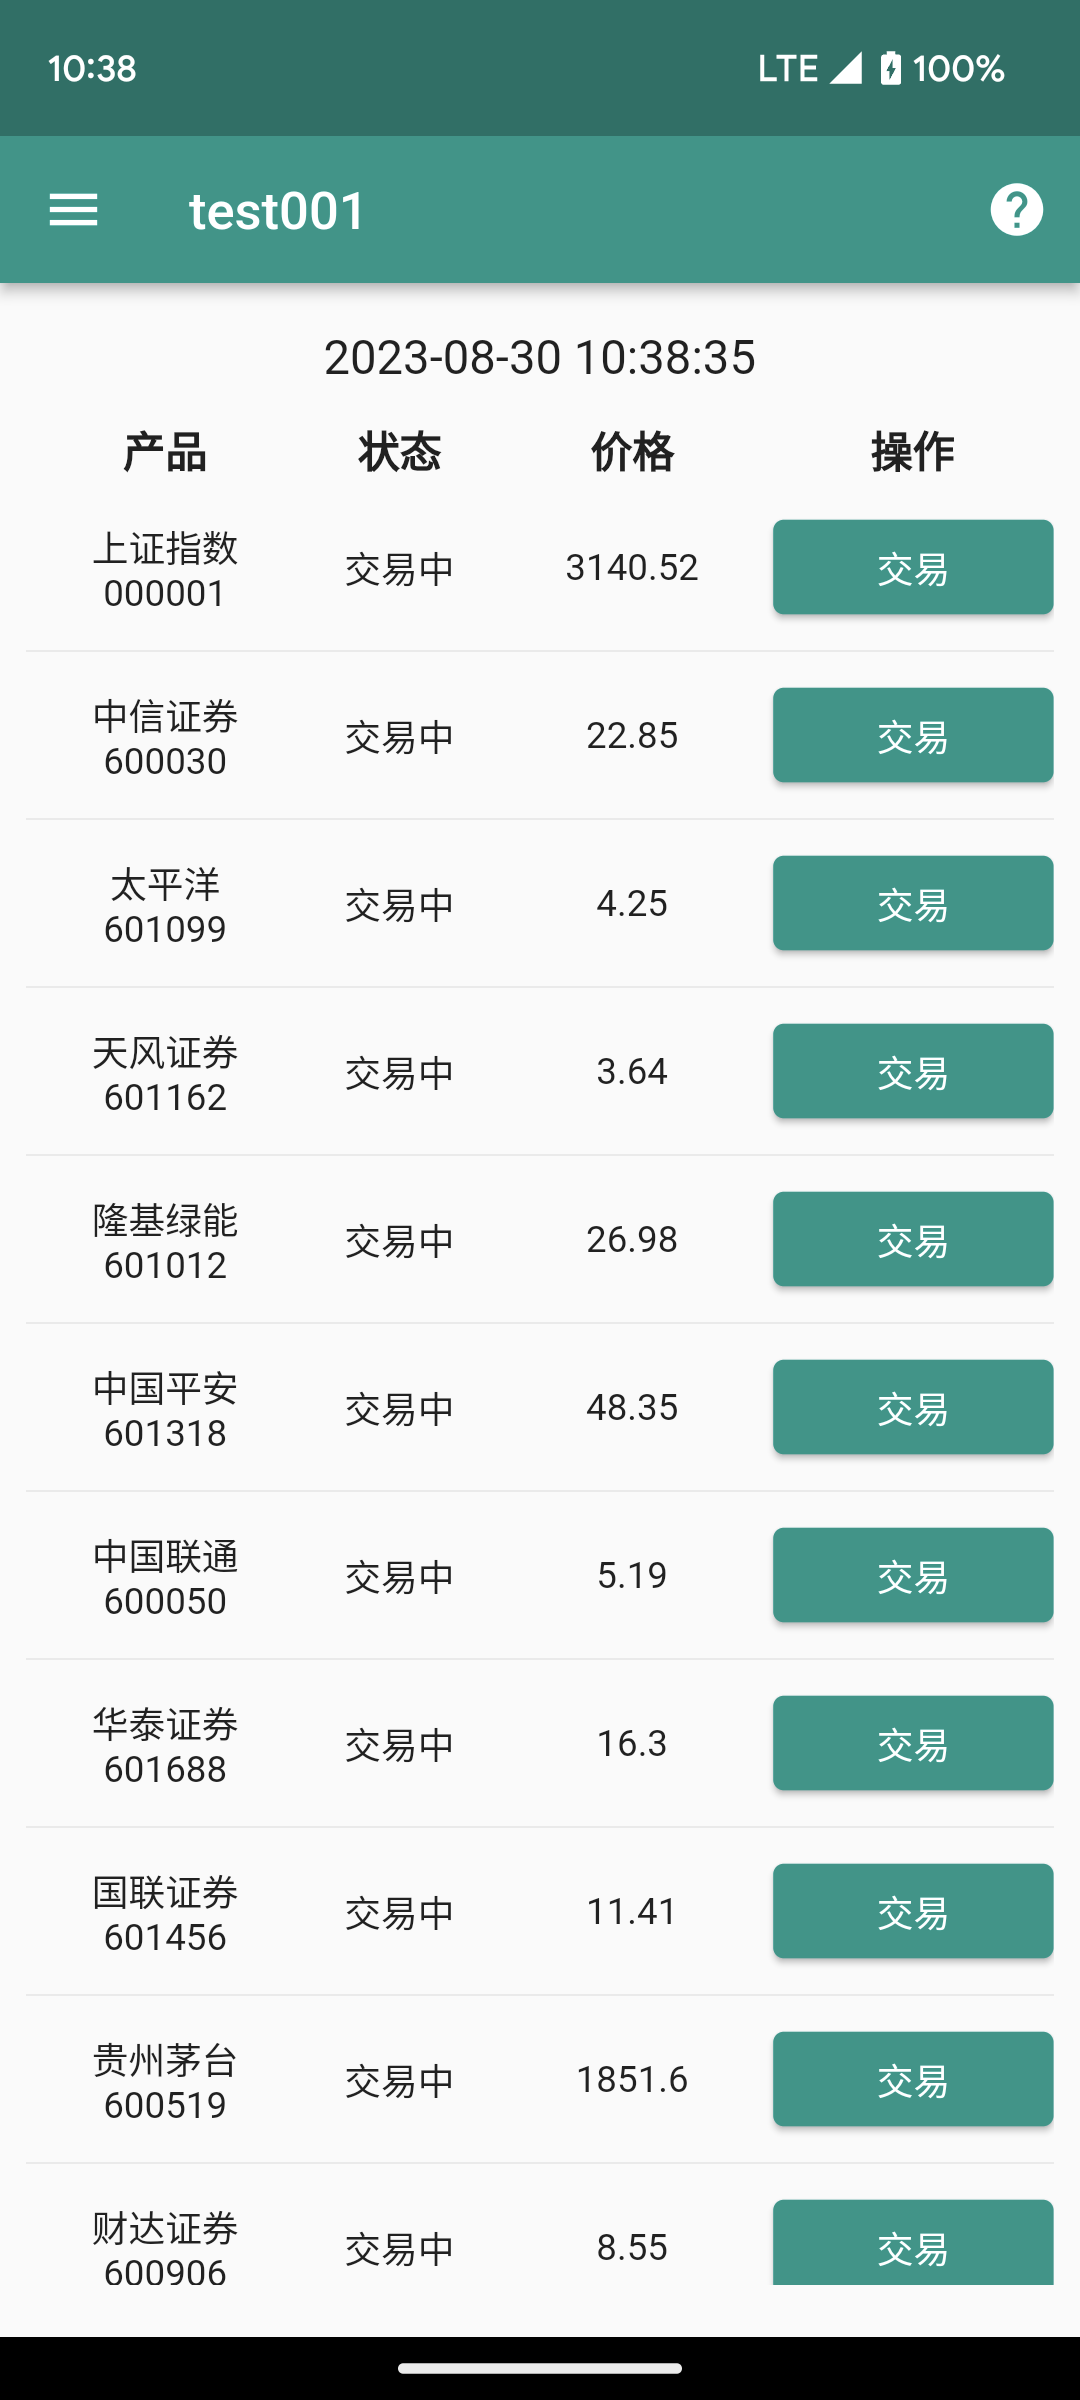 10:38 LTE 100%
test001
2023-08-30 10:38:35
产品 状态 价格 操作
上证指数
000001
交易中 3140.52 交易
中信证券
600030
交易中 22.85 交易
太平洋
601099
交易中 4.25 交易
天风证券
601162
交易中 3.64 交易
隆基绿能
601012
交易中 26.98 交易
中国平安
601318
交易中 48.35 交易
中国联通
600050
交易中 5.19 交易
华泰证券
601688
交易中 16.3 交易
国联证券
601456
交易中 11.41 交易
贵州茅台
600519
交易中 1851.6 交易
财达证券
600906
交易中 8.55 交易